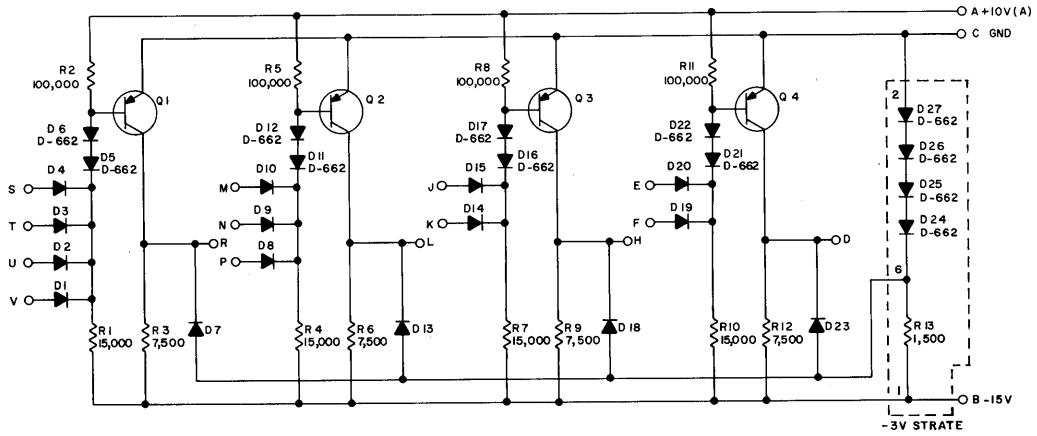 A+10V(A)
C GND
R2
100,000
R5
100,000
R8
100,000
R11
100,000
Q1
Q2
Q3
Q4
2
D27
D-662
D26
D-662
D25
D-662
D24
D-662
D6
D-662
D5
D-662
D12
D-662
D11
D-662
D17
D-662
D16
D-662
D22
D-662
D21
D-662
S
D4
T
D3
U
D2
V
D1
M
D10
N
D9
P
D8
J
D15
K
D14
E
D20
F
D19
R
L
H
D
6
R1
15,000
R3
7,500
D7
R4
15,000
R6
7,500
D13
R7
15,000
R9
7,500
D18
R10
15,000
R12
7,500
D23
R13
1,500
1
B-15V
-3V STRATE